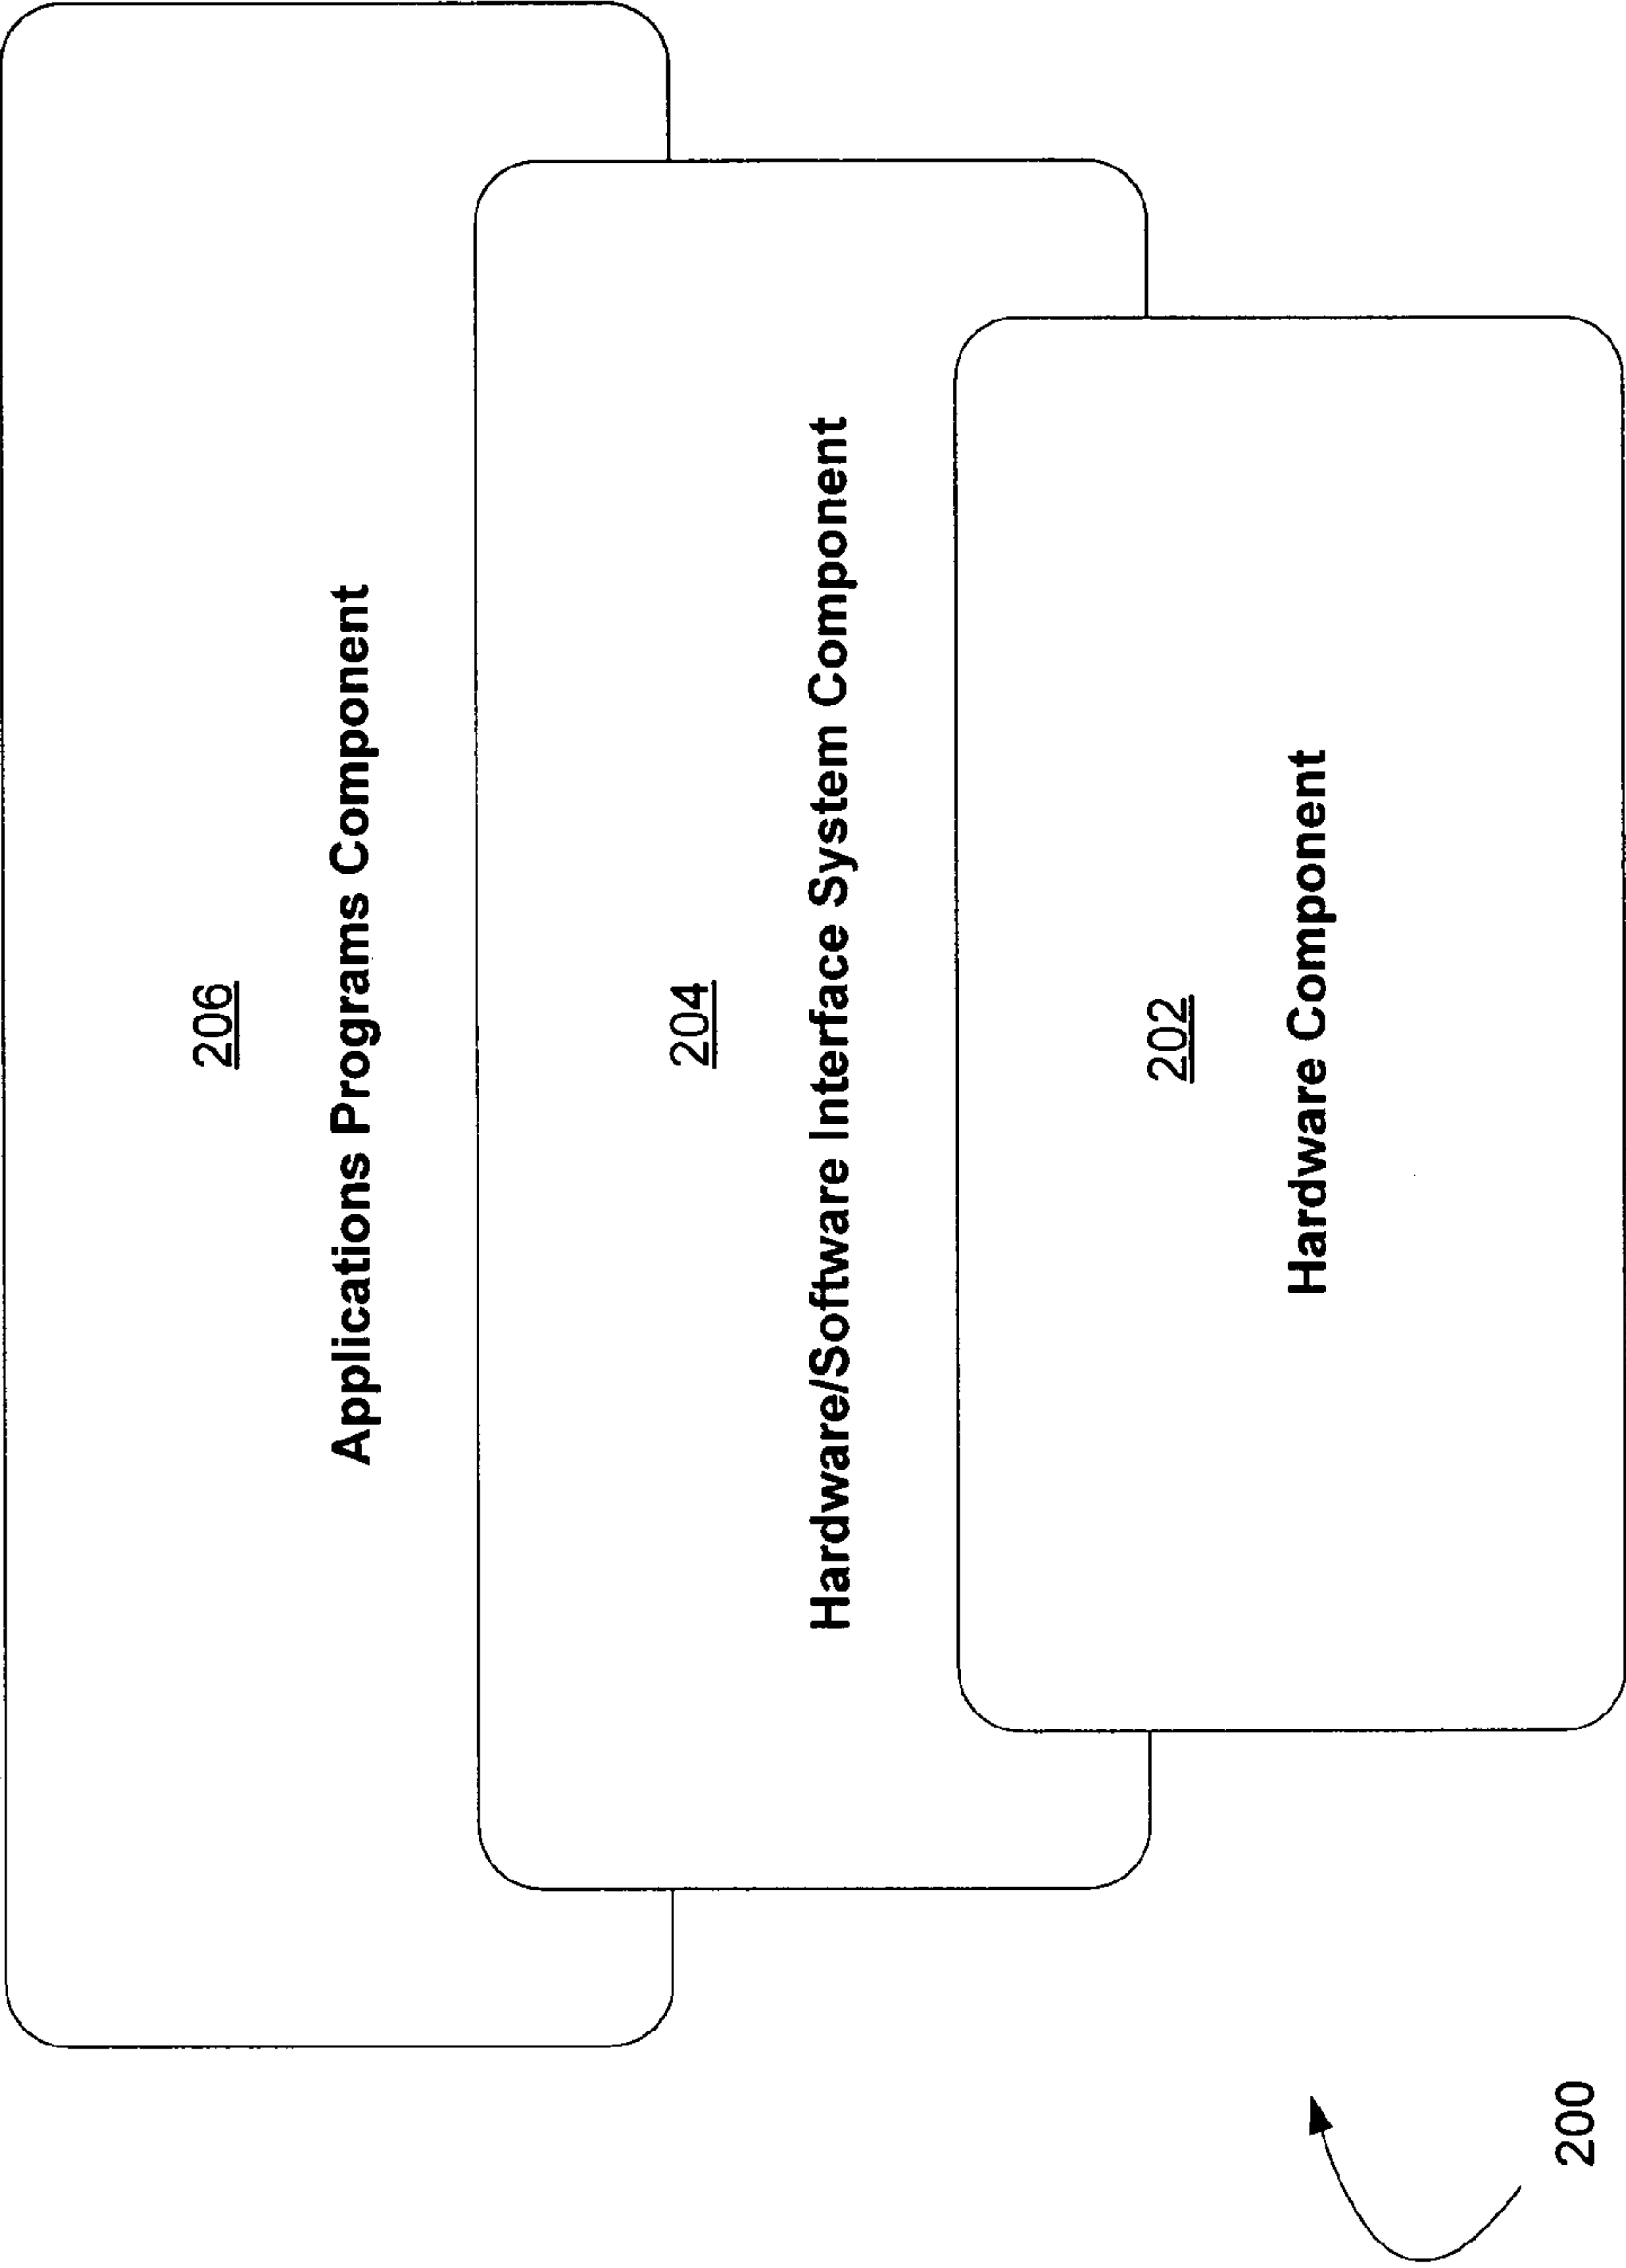 206
Applications Programs Component
204
Hardware/Software Interface System Component
202
Hardware Component
200